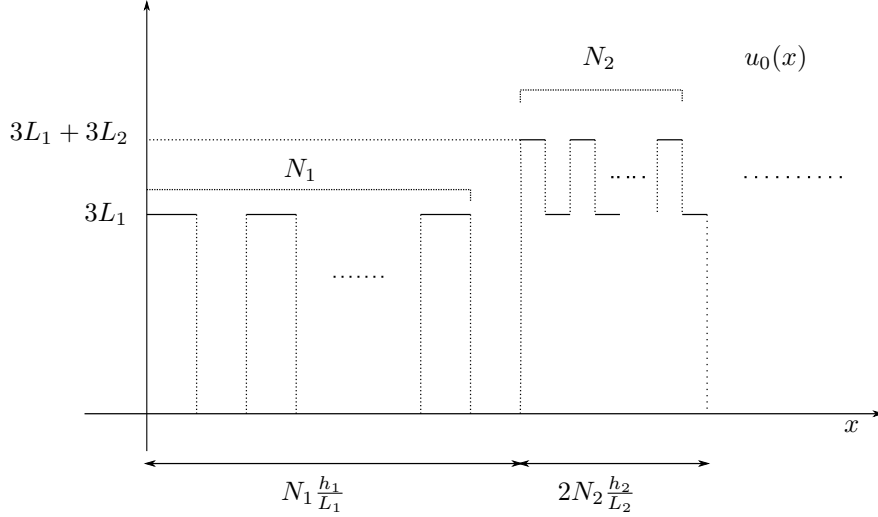 N_2
u_0(x)
3L_1 + 3L_2
N_1
3L_1
x
N_1 \frac{h_1}{L_1}
2N_2 \frac{h_2}{L_2}